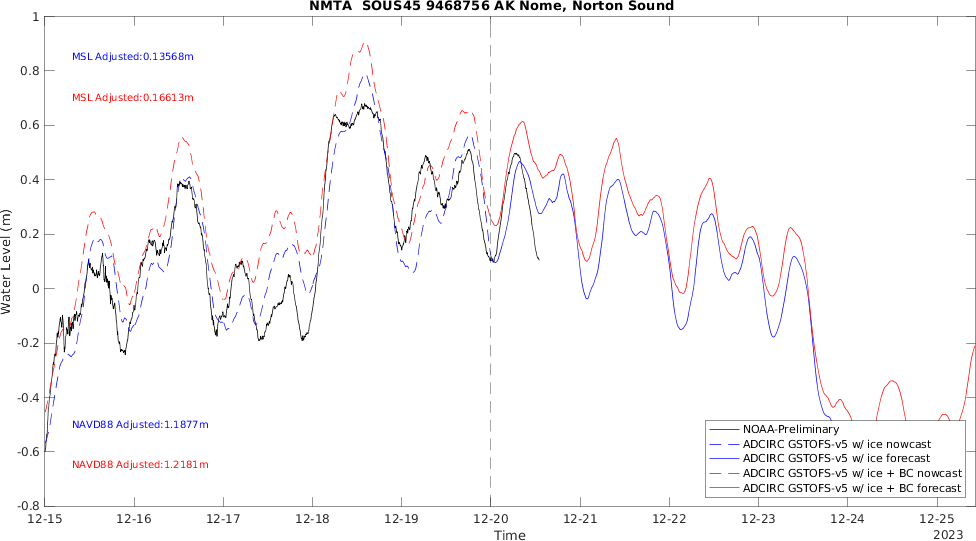 NMTA SOUS45 9468756 AK Nome, Norton Sound
1
0.8
0.6
0.4
0.2
0
-0.2
-0.4
-0.6
-0.8
Water Level (m)
MSL Adjusted:0.13568m
MSL Adjusted:0.16613m
NAVD88 Adjusted:1.1877m
NAVD88 Adjusted:1.2181m
NOAA-Preliminary
ADCIRC GSTOFS-v5 w/ ice nowcast
ADCIRC GSTOFS-v5 w/ ice forecast
ADCIRC GSTOFS-v5 w/ ice + BC nowcast
ADCIRC GSTOFS-v5 w/ ice + BC forecast
12-15 12-16 12-17 12-18 12-19 12-20 12-21 12-22 12-23 12-24 12-25
Time
2023